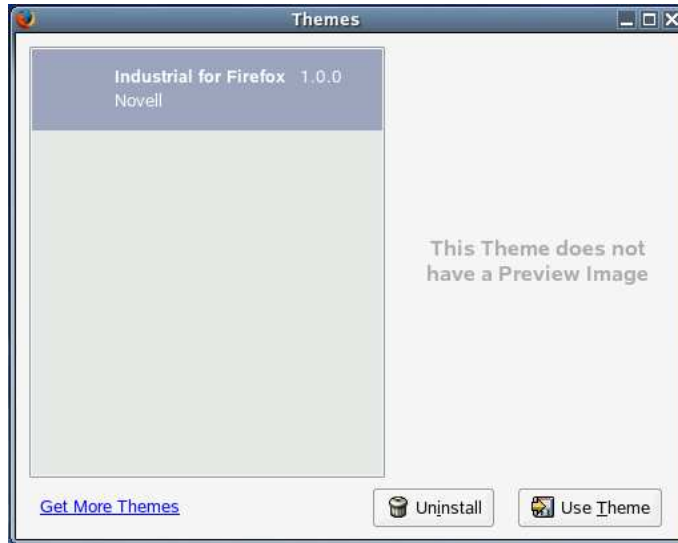 Themes
Industrial for Firefox 1.0.0
Novell
This Theme does not
have a Preview Image
Get More Themes
Uninstall
Use Theme